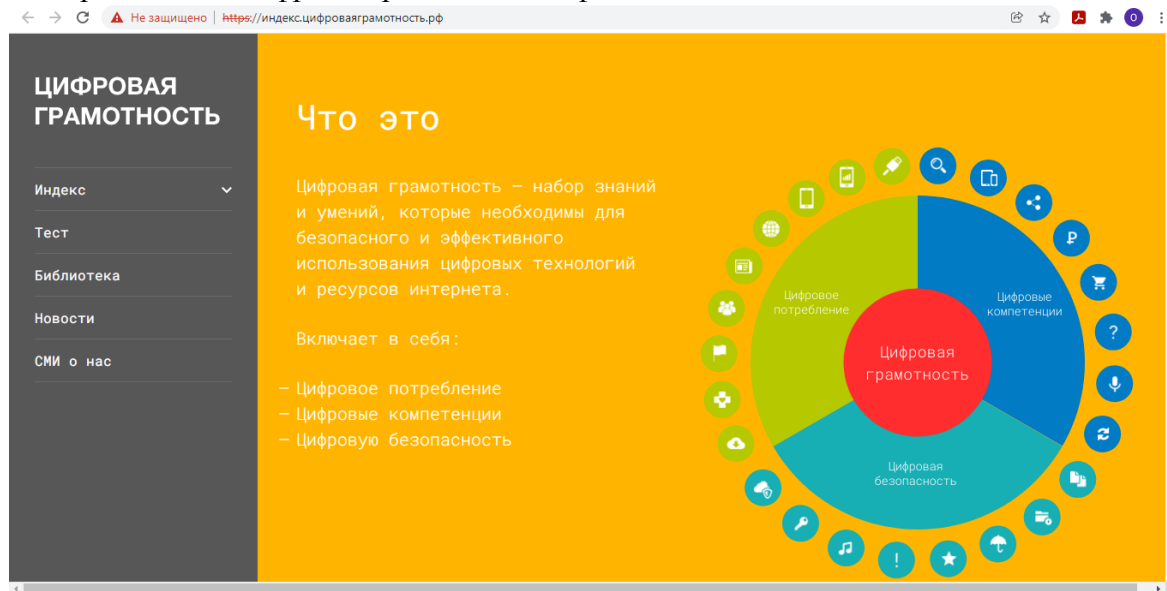 Не защищено | https://индекс.цифроваяграмотность.рф
О
ЦИФРОВАЯ
ГРАМОТНОСТЬ
Индекс
Тест
Библиотека
Новости
СМИ о нас
Что это
Цифровая грамотность — набор знаний
и умений, которые необходимы для
безопасного и эффективного
использования цифровых технологий
и ресурсов интернета.
Включает в себя:
— Цифровое потребление
— Цифровые компетенции
— Цифровую безопасность
Цифровое
потребление
Цифровые
компетенции
Цифровая
грамотность
Цифровая
безопасность
₽
?
!